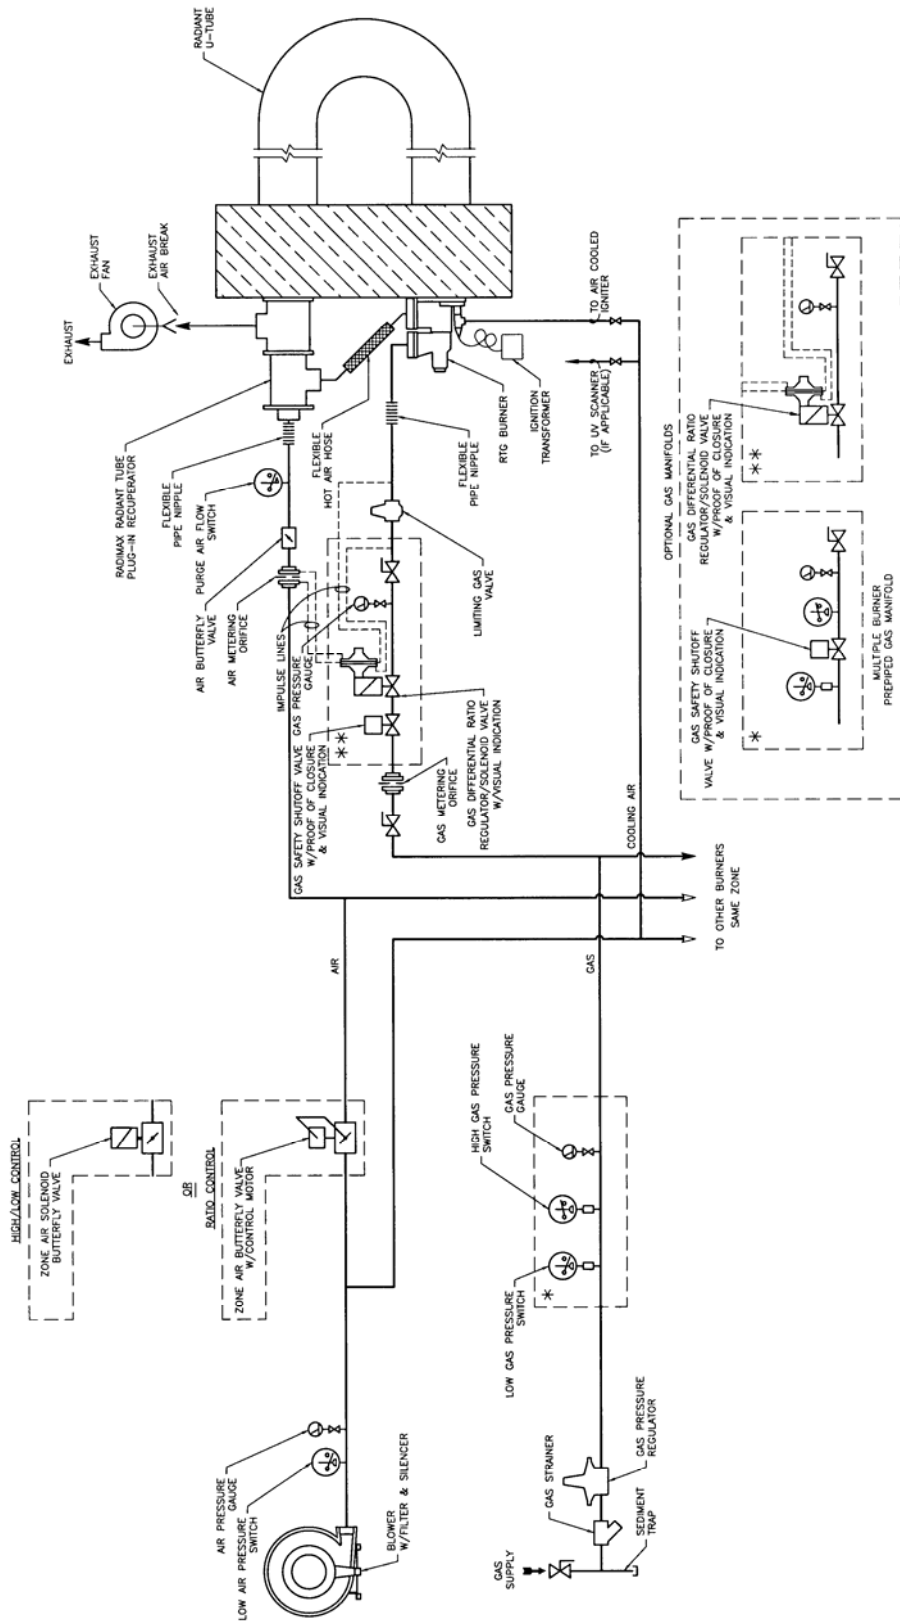 RADIANT
U-TUBE
EXHAUST
EXHAUST
FAN
EXHAUST
AIR BREAK
RADIMAX RADIANT TUBE
PLUG-IN RECUPERATOR
FLEXIBLE
PIPE NIPPLE
PURGE AIR FLOW
SWITCH
AIR BUTTERFLY
VALVE
AIR METERING
ORIFICE
FLEXIBLE
HOT AIR HOSE
IMPULSE LINES
GAS PRESSURE
GAUGE
GAS SAFETY SHUTOFF VALVE
W/PROOF OF CLOSURE
& VISUAL INDICATION
**
GAS METERING
ORIFICE
GAS DIFFERENTIAL RATIO
REGULATOR/SOLENOID VALVE
W/VISUAL INDICATION
LIMITING GAS
VALVE
FLEXIBLE
PIPE NIPPLE
RTG BURNER
IGNITION
TRANSFORMER
TO UV SCANNER
(IF APPLICABLE)
TO AIR COOLED
IGNITER
COOLING AIR
OPTIONAL GAS MANIFOLDS
GAS DIFFERENTIAL RATIO
REGULATOR/SOLENOID VALVE
W/PROOF OF CLOSURE
& VISUAL INDICATION
**
GAS SAFETY SHUTOFF
VALVE W/PROOF OF CLOSURE
& VISUAL INDICATION
*
MULTIPLE BURNER
PREPIPED GAS MANIFOLD
TO OTHER BURNERS
SAME ZONE
AIR
GAS
HIGH/LOW CONTROL
ZONE AIR SOLENOID
BUTTERFLY VALVE
OR
RATIO CONTROL
ZONE AIR BUTTERFLY VALVE
W/CONTROL MOTOR
GAS PRESSURE
GAUGE
HIGH GAS PRESSURE
SWITCH
LOW GAS PRESSURE
SWITCH
*
AIR PRESSURE
GAUGE
LOW AIR PRESSURE
SWITCH
BLOWER
W/FILTER & SILENCER
GAS STRAINER
GAS PRESSURE
REGULATOR
GAS
SUPPLY
SEDIMENT
TRAP